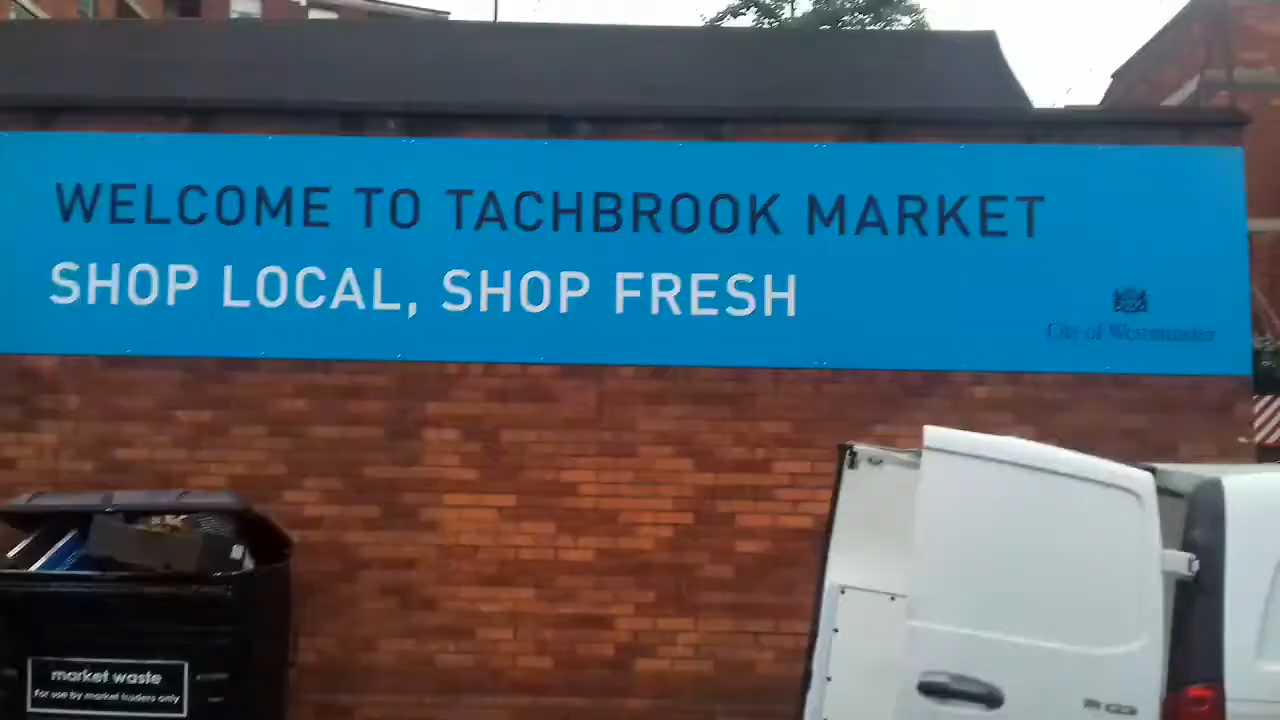 WELCOME TO TACHBROOK MARKET
SHOP LOCAL, SHOP FRESH
City of Westminster
market waste
For use by market traders only